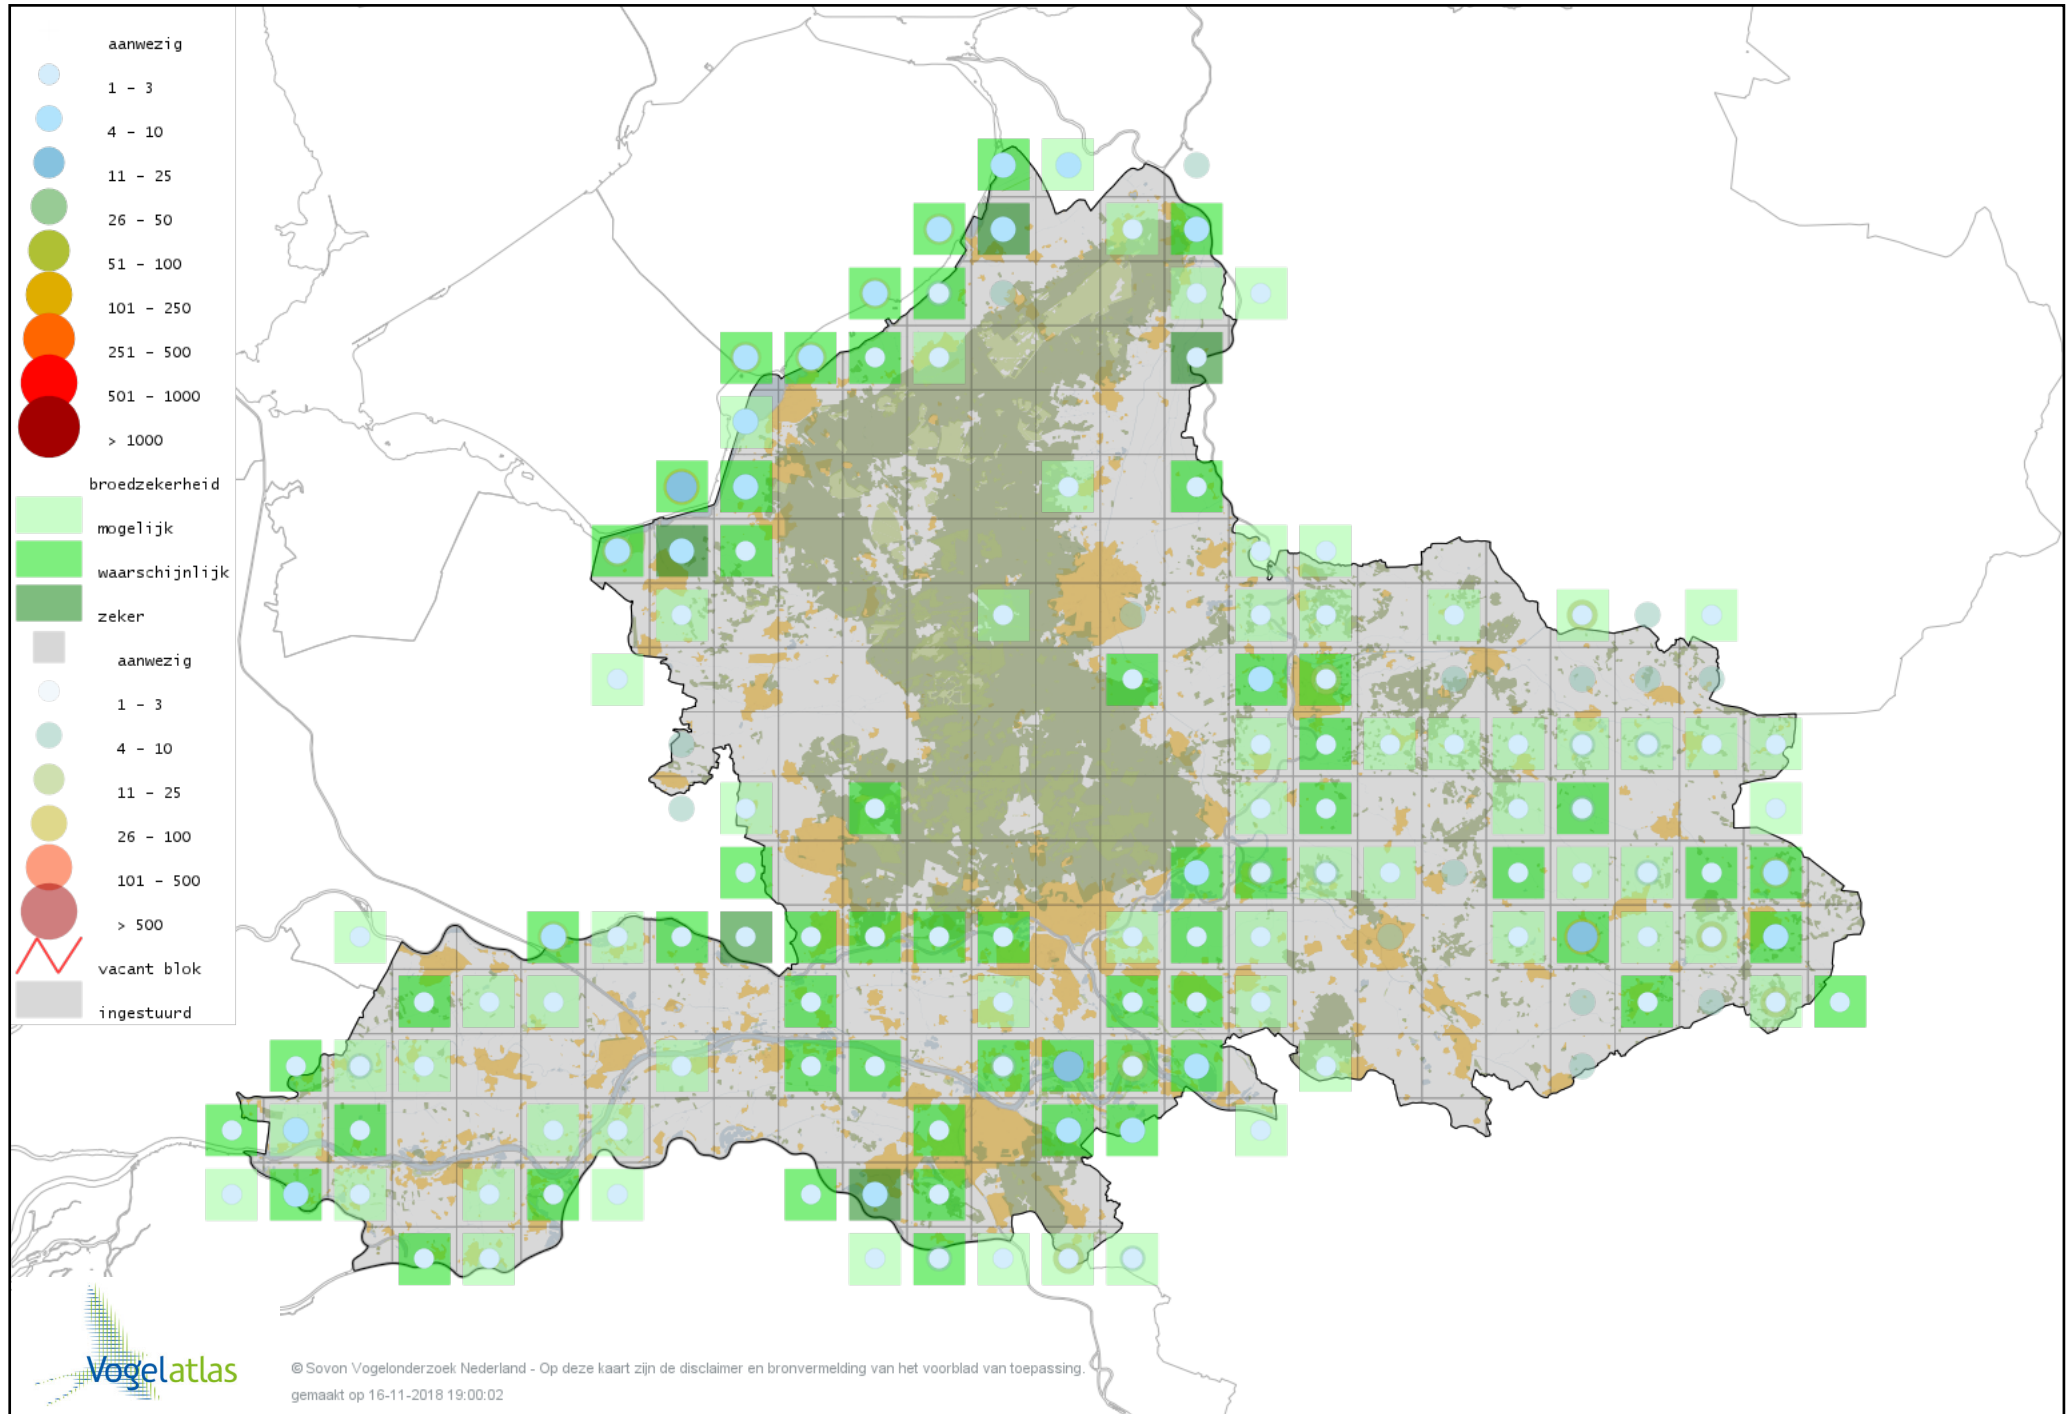 aanwezig
1 - 3
4 - 10
11 - 25
26 - 50
51 - 100
101 - 250
251 - 500
501 - 1000
> 1000
broedzekerheid
mogelijk
waarschijnlijk
zeker
aanwezig
1 - 3
4 - 10
11 - 25
26 - 100
101 - 500
> 500
vacant blok
ingestuurd
Vogelatlas
© Sovon Vogelonderzoek Nederland - Op deze kaart zijn de disclaimer en bronvermelding van het voorblad van toepassing.
gemaakt op 16-11-2018 19:00:02